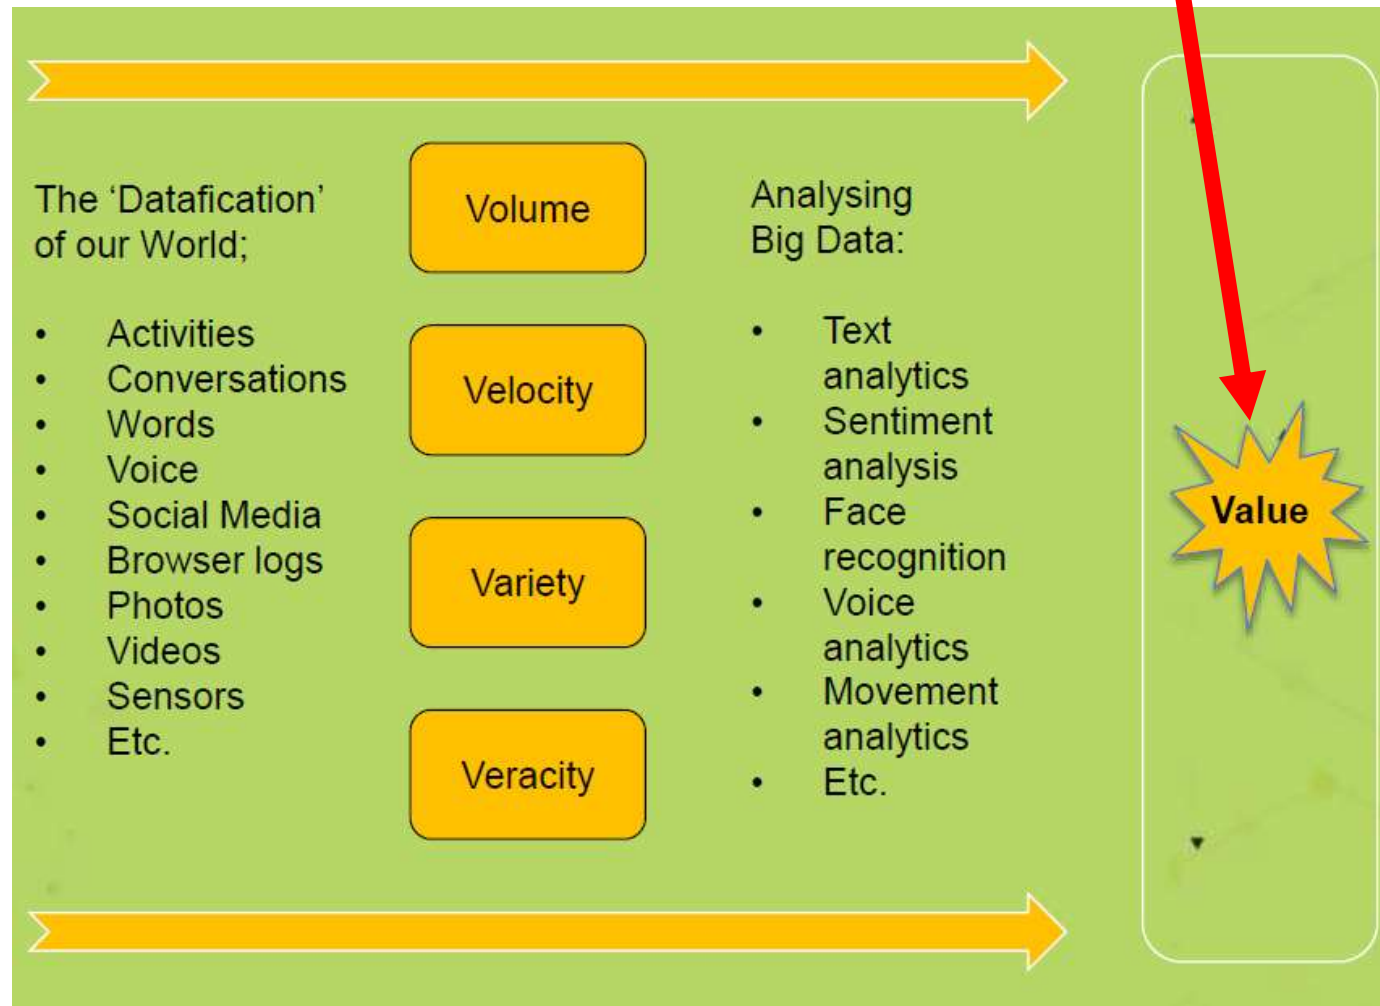 The ‘Datafication’
of our World;
• Activities
• Conversations
• Words
• Voice
• Social Media
• Browser logs
• Photos
• Videos
• Sensors
• Etc.
Volume
Velocity
Variety
Veracity
Analysing
Big Data:
• Text
analytics
• Sentiment
analysis
• Face
recognition
• Voice
analytics
• Movement
analytics
• Etc.
Value